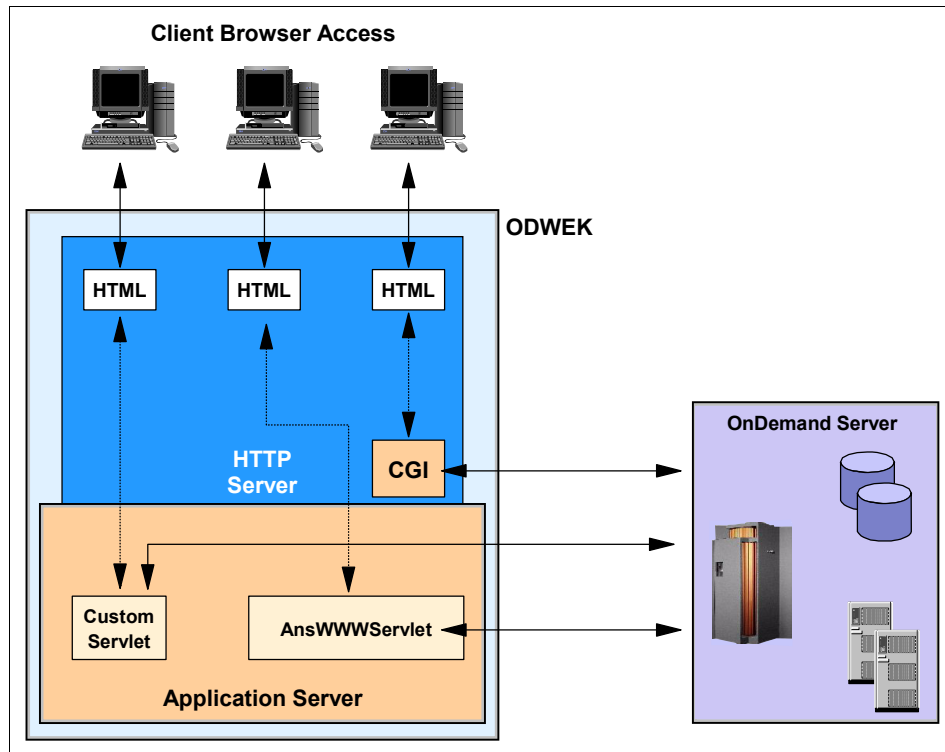 Client Browser Access
ODWEK
HTML
HTML
HTML
OnDemand Server
HTTP
Server
CGI
Custom
Servlet
AnsWWWServlet
Application Server